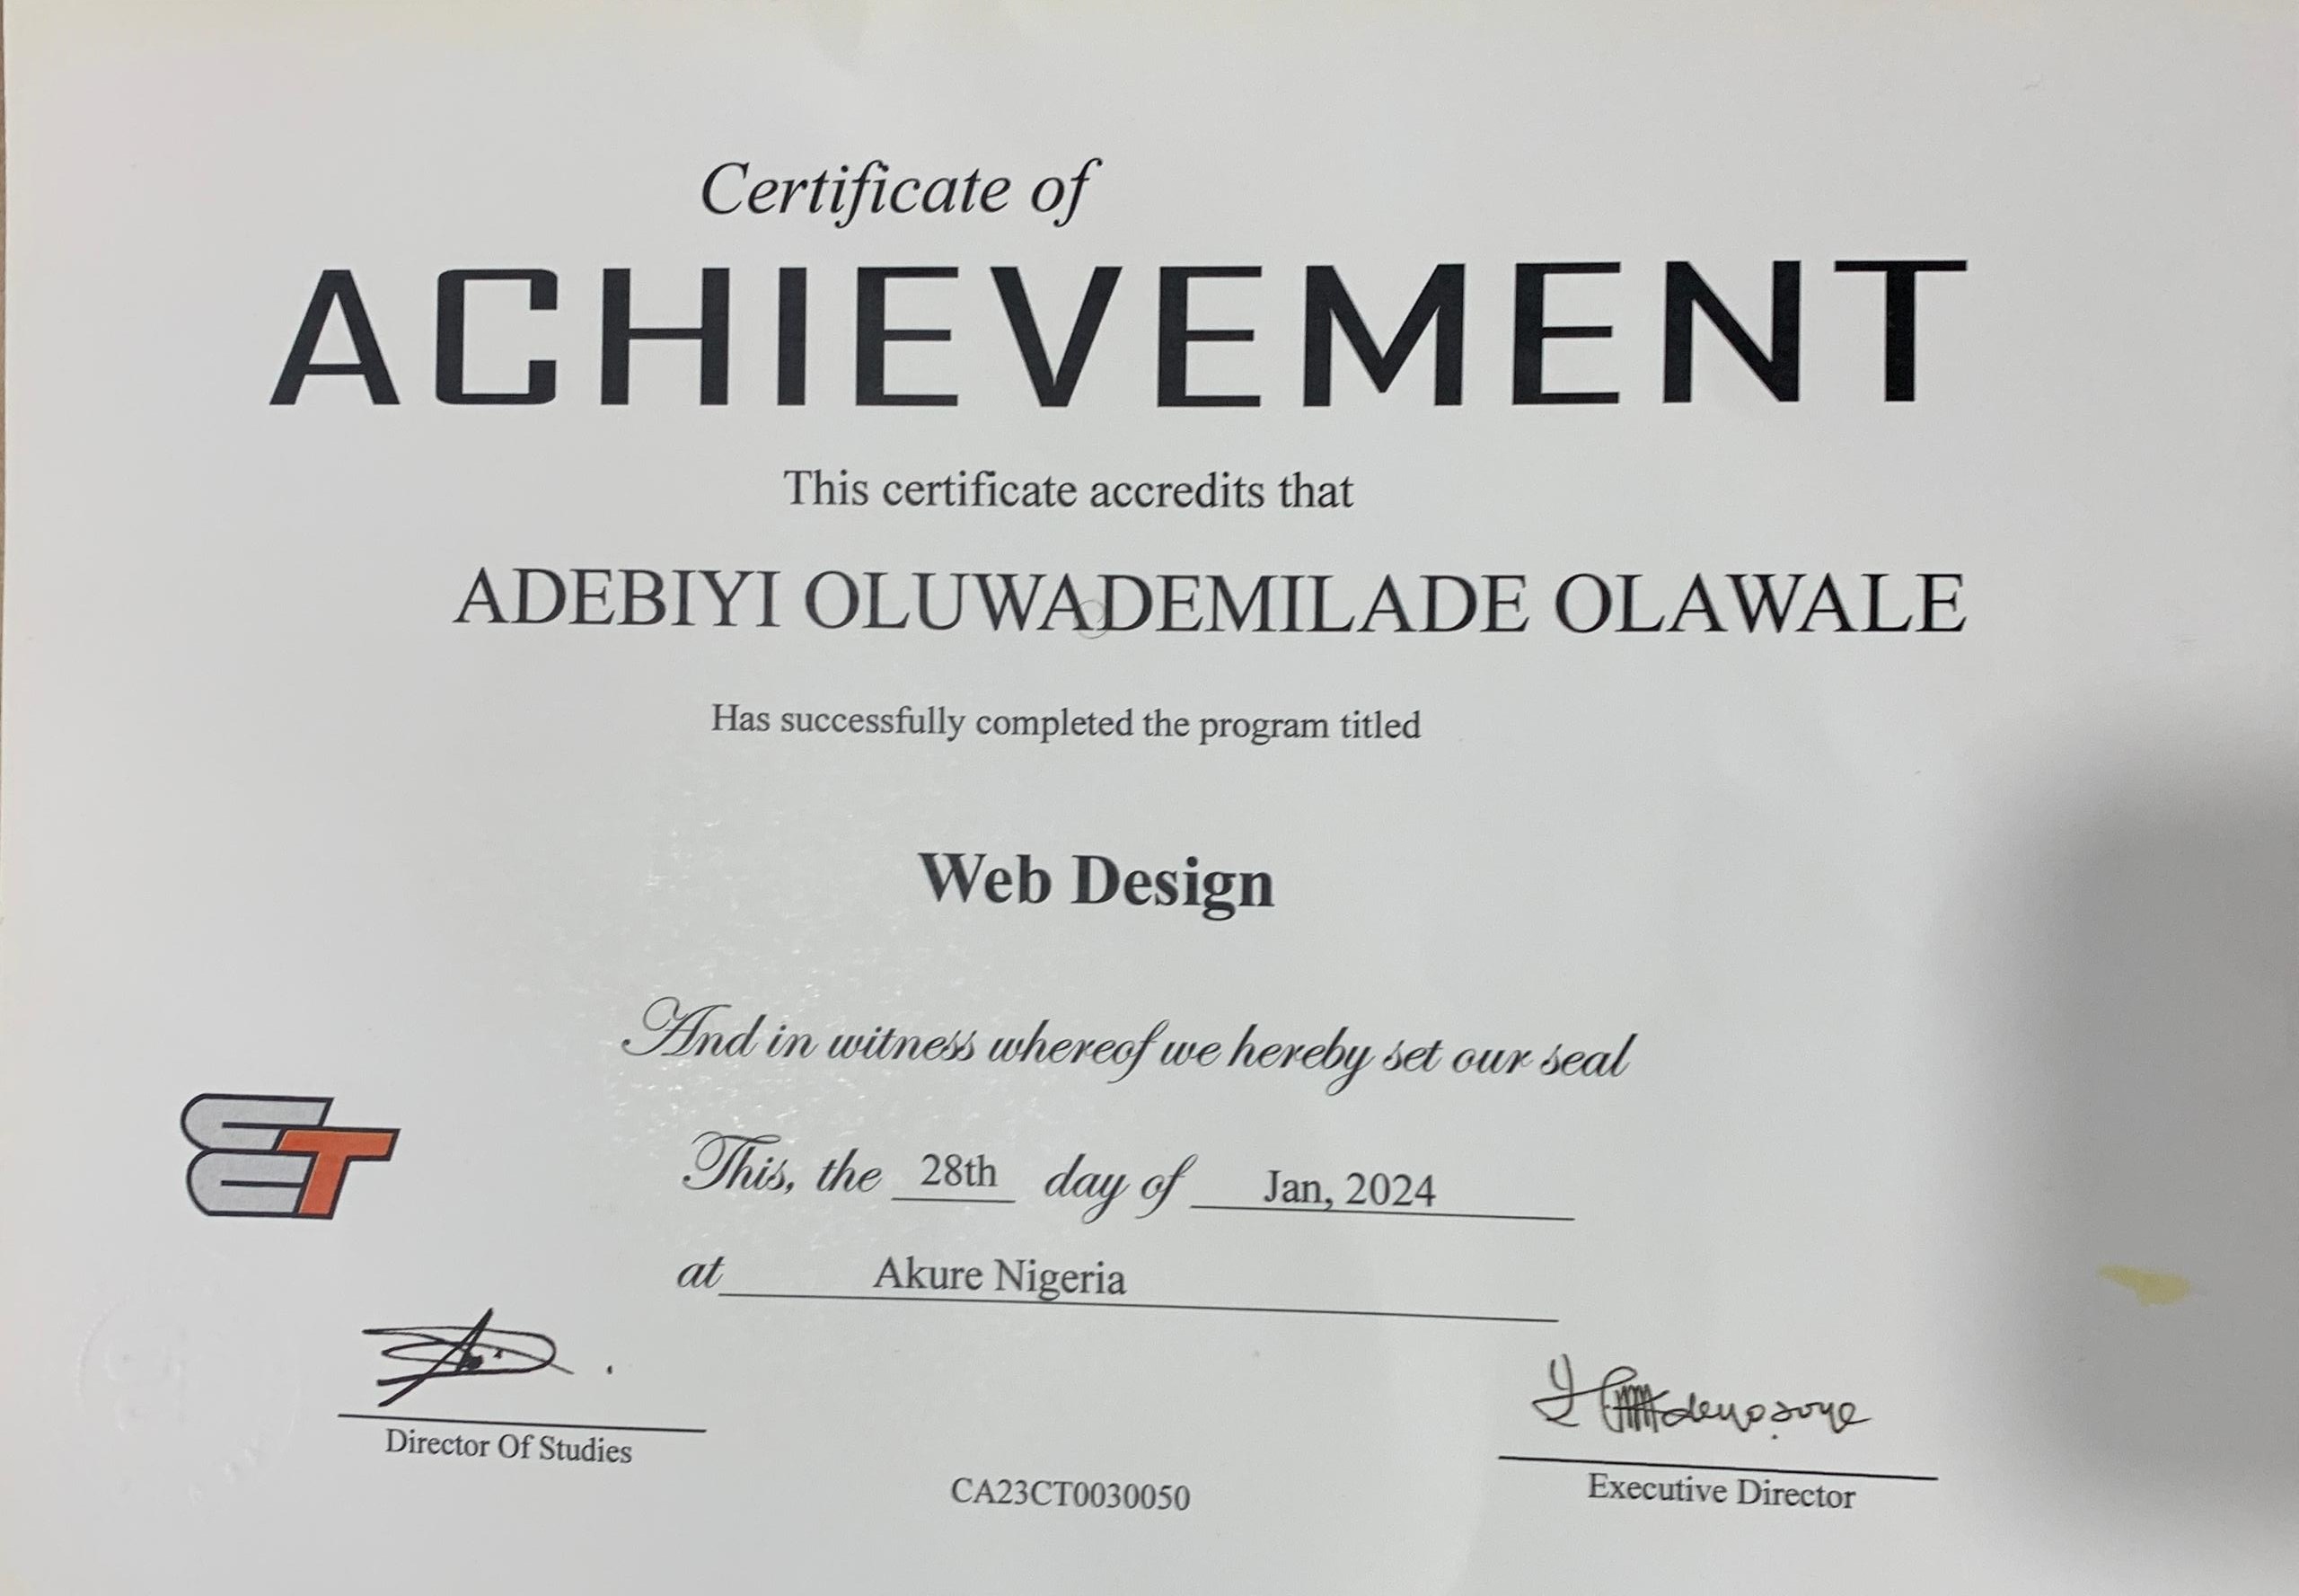 Certificate of
ACHIEVEMENT
This certificate accredits that
ADEBIYI OLUWADEMILADE OLAWALE
Has successfully completed the program titled
Web Design
And in witness whereof we hereby set our seal
ET
This, the 28th day of Jan, 2024
at Akure Nigeria
Director Of Studies
Executive Director
CA23CT0030050